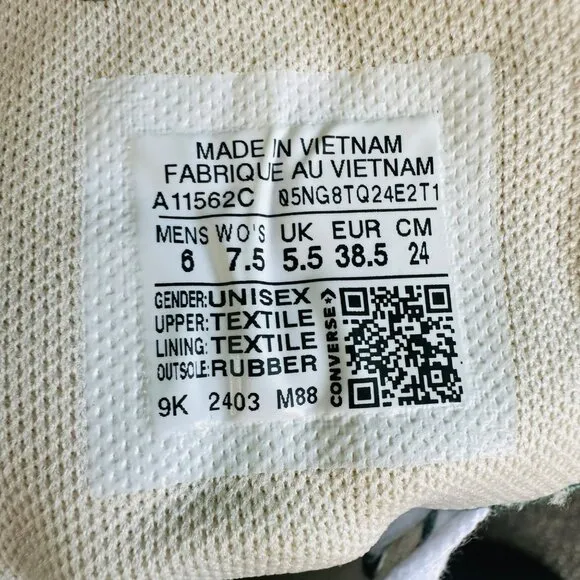 MADE IN VIETNAM
FABRIQUE AU VIETNAM
A11562C 05NG8TQ24E2T1
MENS WO'S UK EUR CM
6 7.5 5.5 38.5 24
GENDER:UNISEX
UPPER:TEXTILE
LINING:TEXTILE
OUTSOLE:RUBBER
9K 2403 M88
CONVERSE